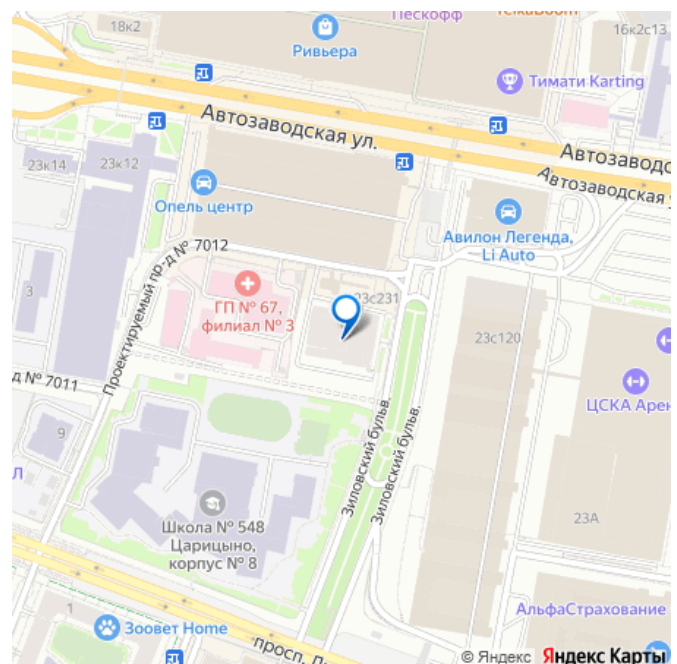 Пескофф
18к2
16к2с13
Ривьера
Тимати Karting
Автозаводская ул.
Автозаводс
23к14
23к12
Автозаводская у
Опель центр
Авилон Легенда,
Li Auto
Проектируемый пр-д № 7012
3
ГП № 67,
филиал № 3
23с231
23с120
д № 7011
ЦСКА Арен
9
Зиловский бульв.
Зиловский бульв.
Л
Школа № 548
Царицыно,
корпус № 8
23А
1
АльфаСтрахование
Зоовет Home
просп. Л
© Яндекс Яндекс Карты